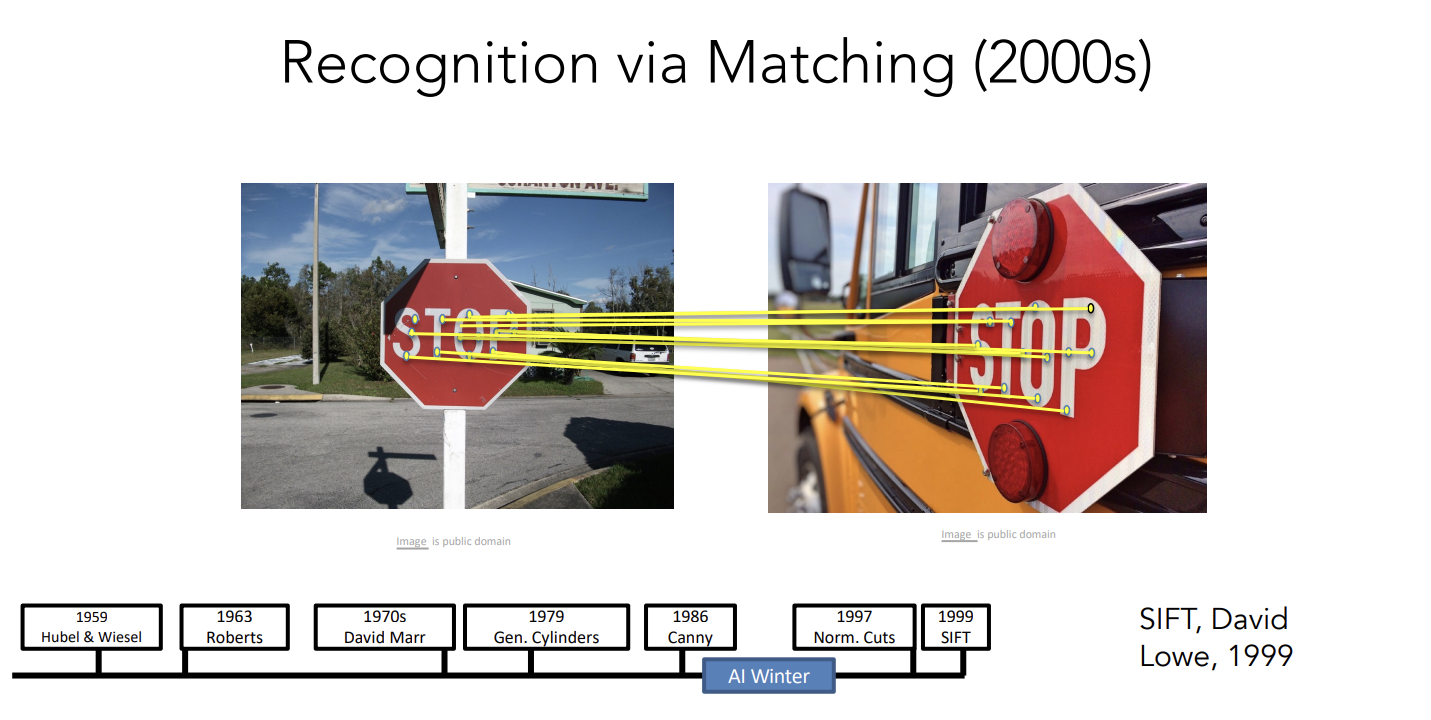 Recognition via Matching (2000s)
STOP
STOP
Image is public domain
Image is public domain
1959
Hubel & Wiesel
1963
Roberts
1970s
David Marr
1979
Gen. Cylinders
1986
Canny
AI Winter
1997
Norm. Cuts
1999
SIFT
SIFT, David
Lowe, 1999